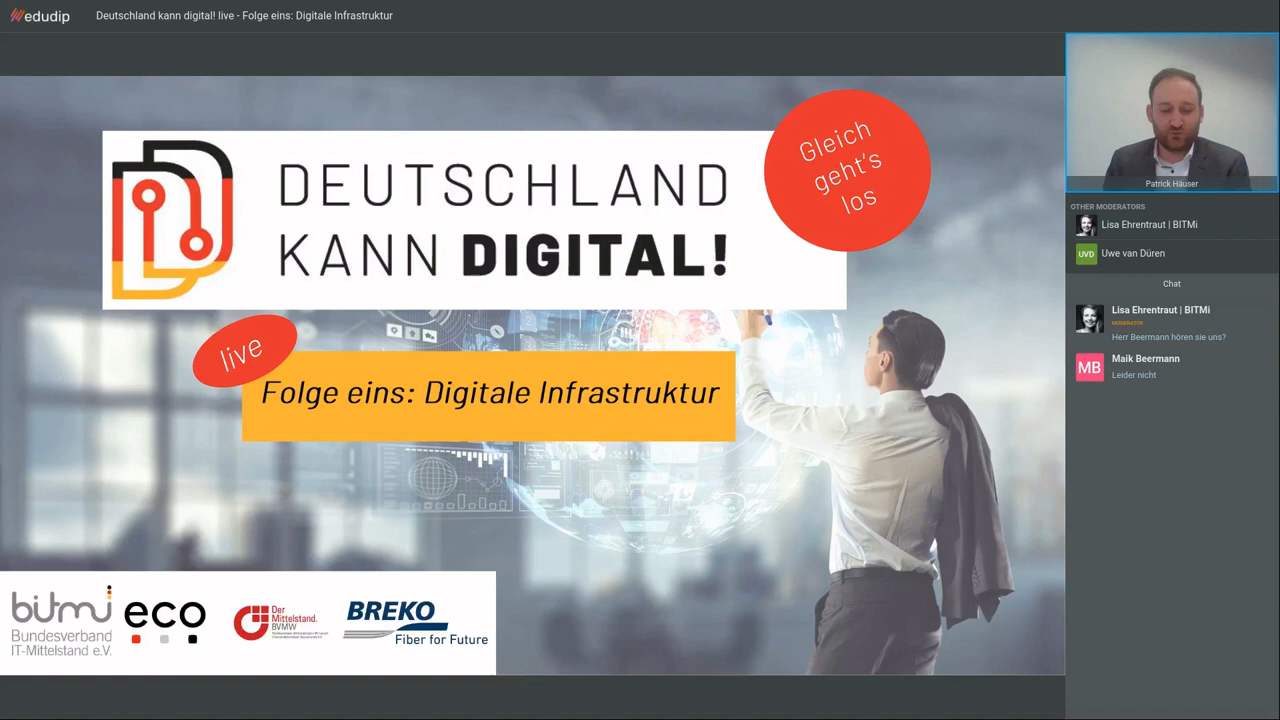 edudip
Deutschland kann digital! live - Folge eins: Digitale Infrastruktur
DEUTSCHLAND
KANN DIGITAL!
Gleich
geht's
los
live
Folge eins: Digitale Infrastruktur
bitmi
Bundesverband
IT-Mittelstand e.V.
eco
Der
Mittelstand.
BVMW
BREKO
Fiber for Future
Patrick Häuser
OTHER MODERATORS
Lisa Ehrentraut | BITMi
UVD
Uwe van Düren
Chat
Lisa Ehrentraut | BITMi
MODERATOR
Herr Beermann hören sie uns?
MB
Maik Beermann
Leider nicht